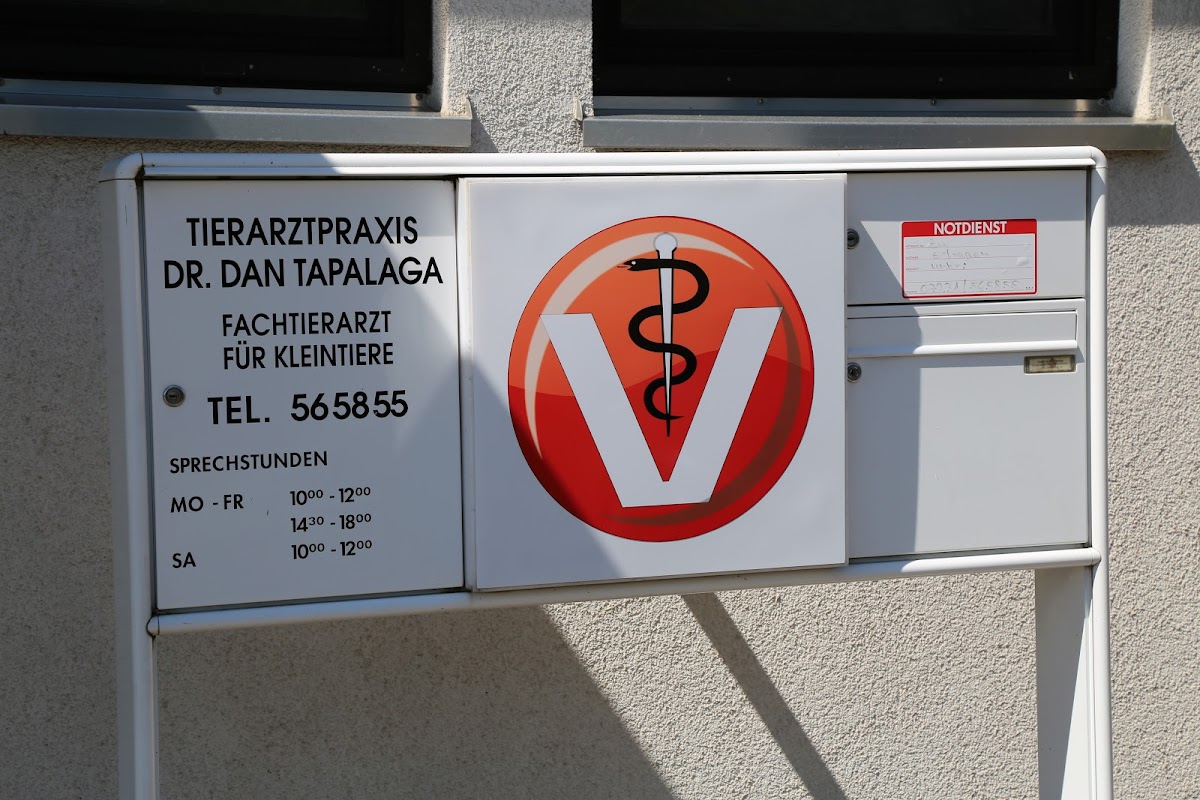 TIERARZTPRAXIS
DR. DAN TAPALAGA
FACHTIERARZT
FÜR KLEINTIERE
TEL. 565855
SPRECHSTUNDEN
MO - FR 10⁰⁰ - 12⁰⁰
14³⁰ - 18⁰⁰
SA 10⁰⁰ - 12⁰⁰
V
NOTDIENST